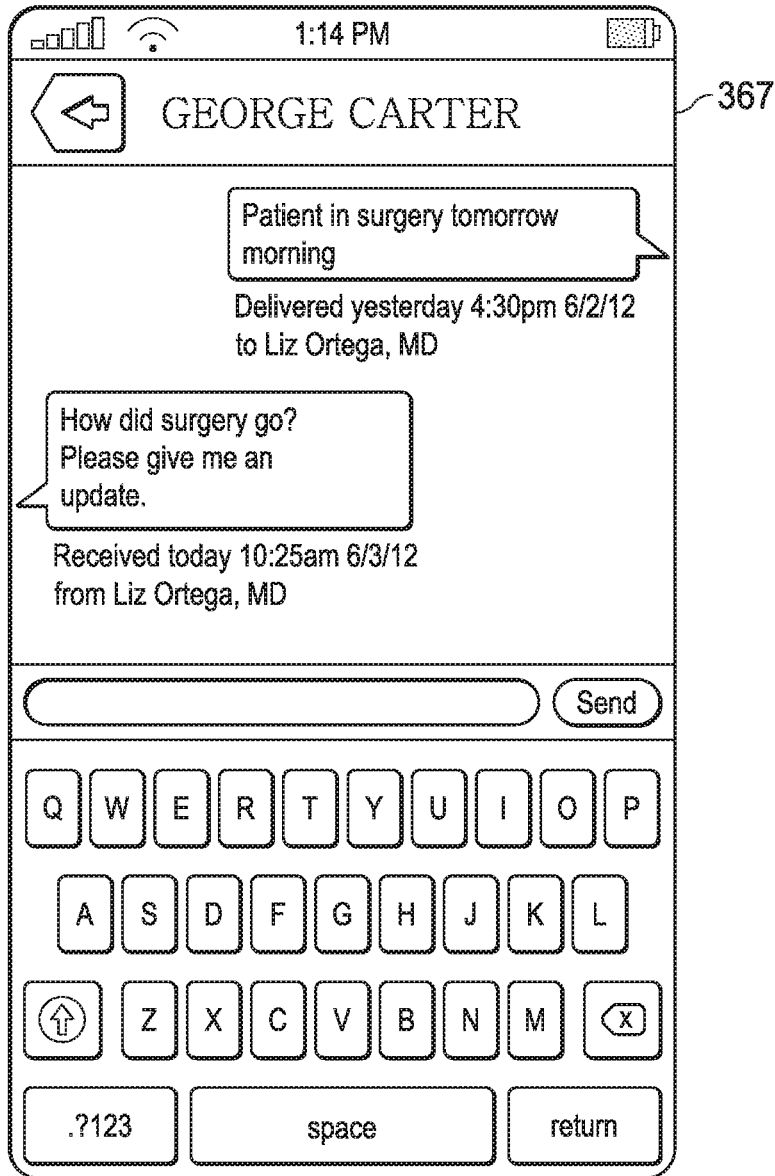 1:14 PM
GEORGE CARTER
367
Patient in surgery tomorrow
morning
Delivered yesterday 4:30pm 6/2/12
to Liz Ortega, MD
How did surgery go?
Please give me an
update.
Received today 10:25am 6/3/12
from Liz Ortega, MD
Send
Q W E R T Y U I O P
A S D F G H J K L
Z X C V B N M X
.?123 space return